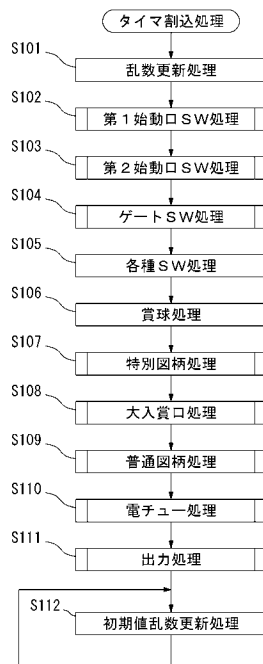 タイマ割込処理
S101
乱数更新処理
S102
第1始動口SW処理
S103
第2始動口SW処理
S104
ゲートSW処理
S105
各種SW処理
S106
賞球処理
S107
特別図柄処理
S108
大入賞口処理
S109
普通図柄処理
S110
電チュー処理
S111
出力処理
S112
初期値乱数更新処理